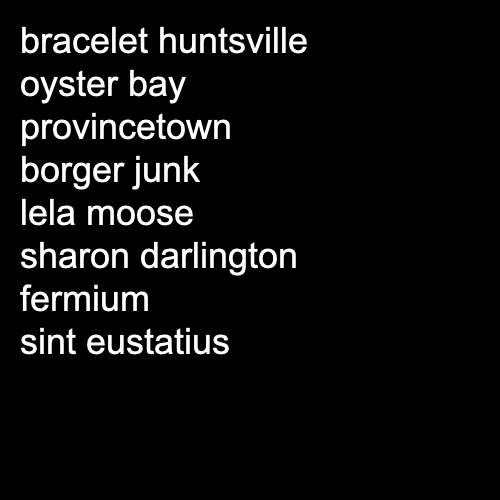 bracelet huntsville
oyster bay
provincetown
borger junk
lela moose
sharon darlington
fermium
sint eustatius